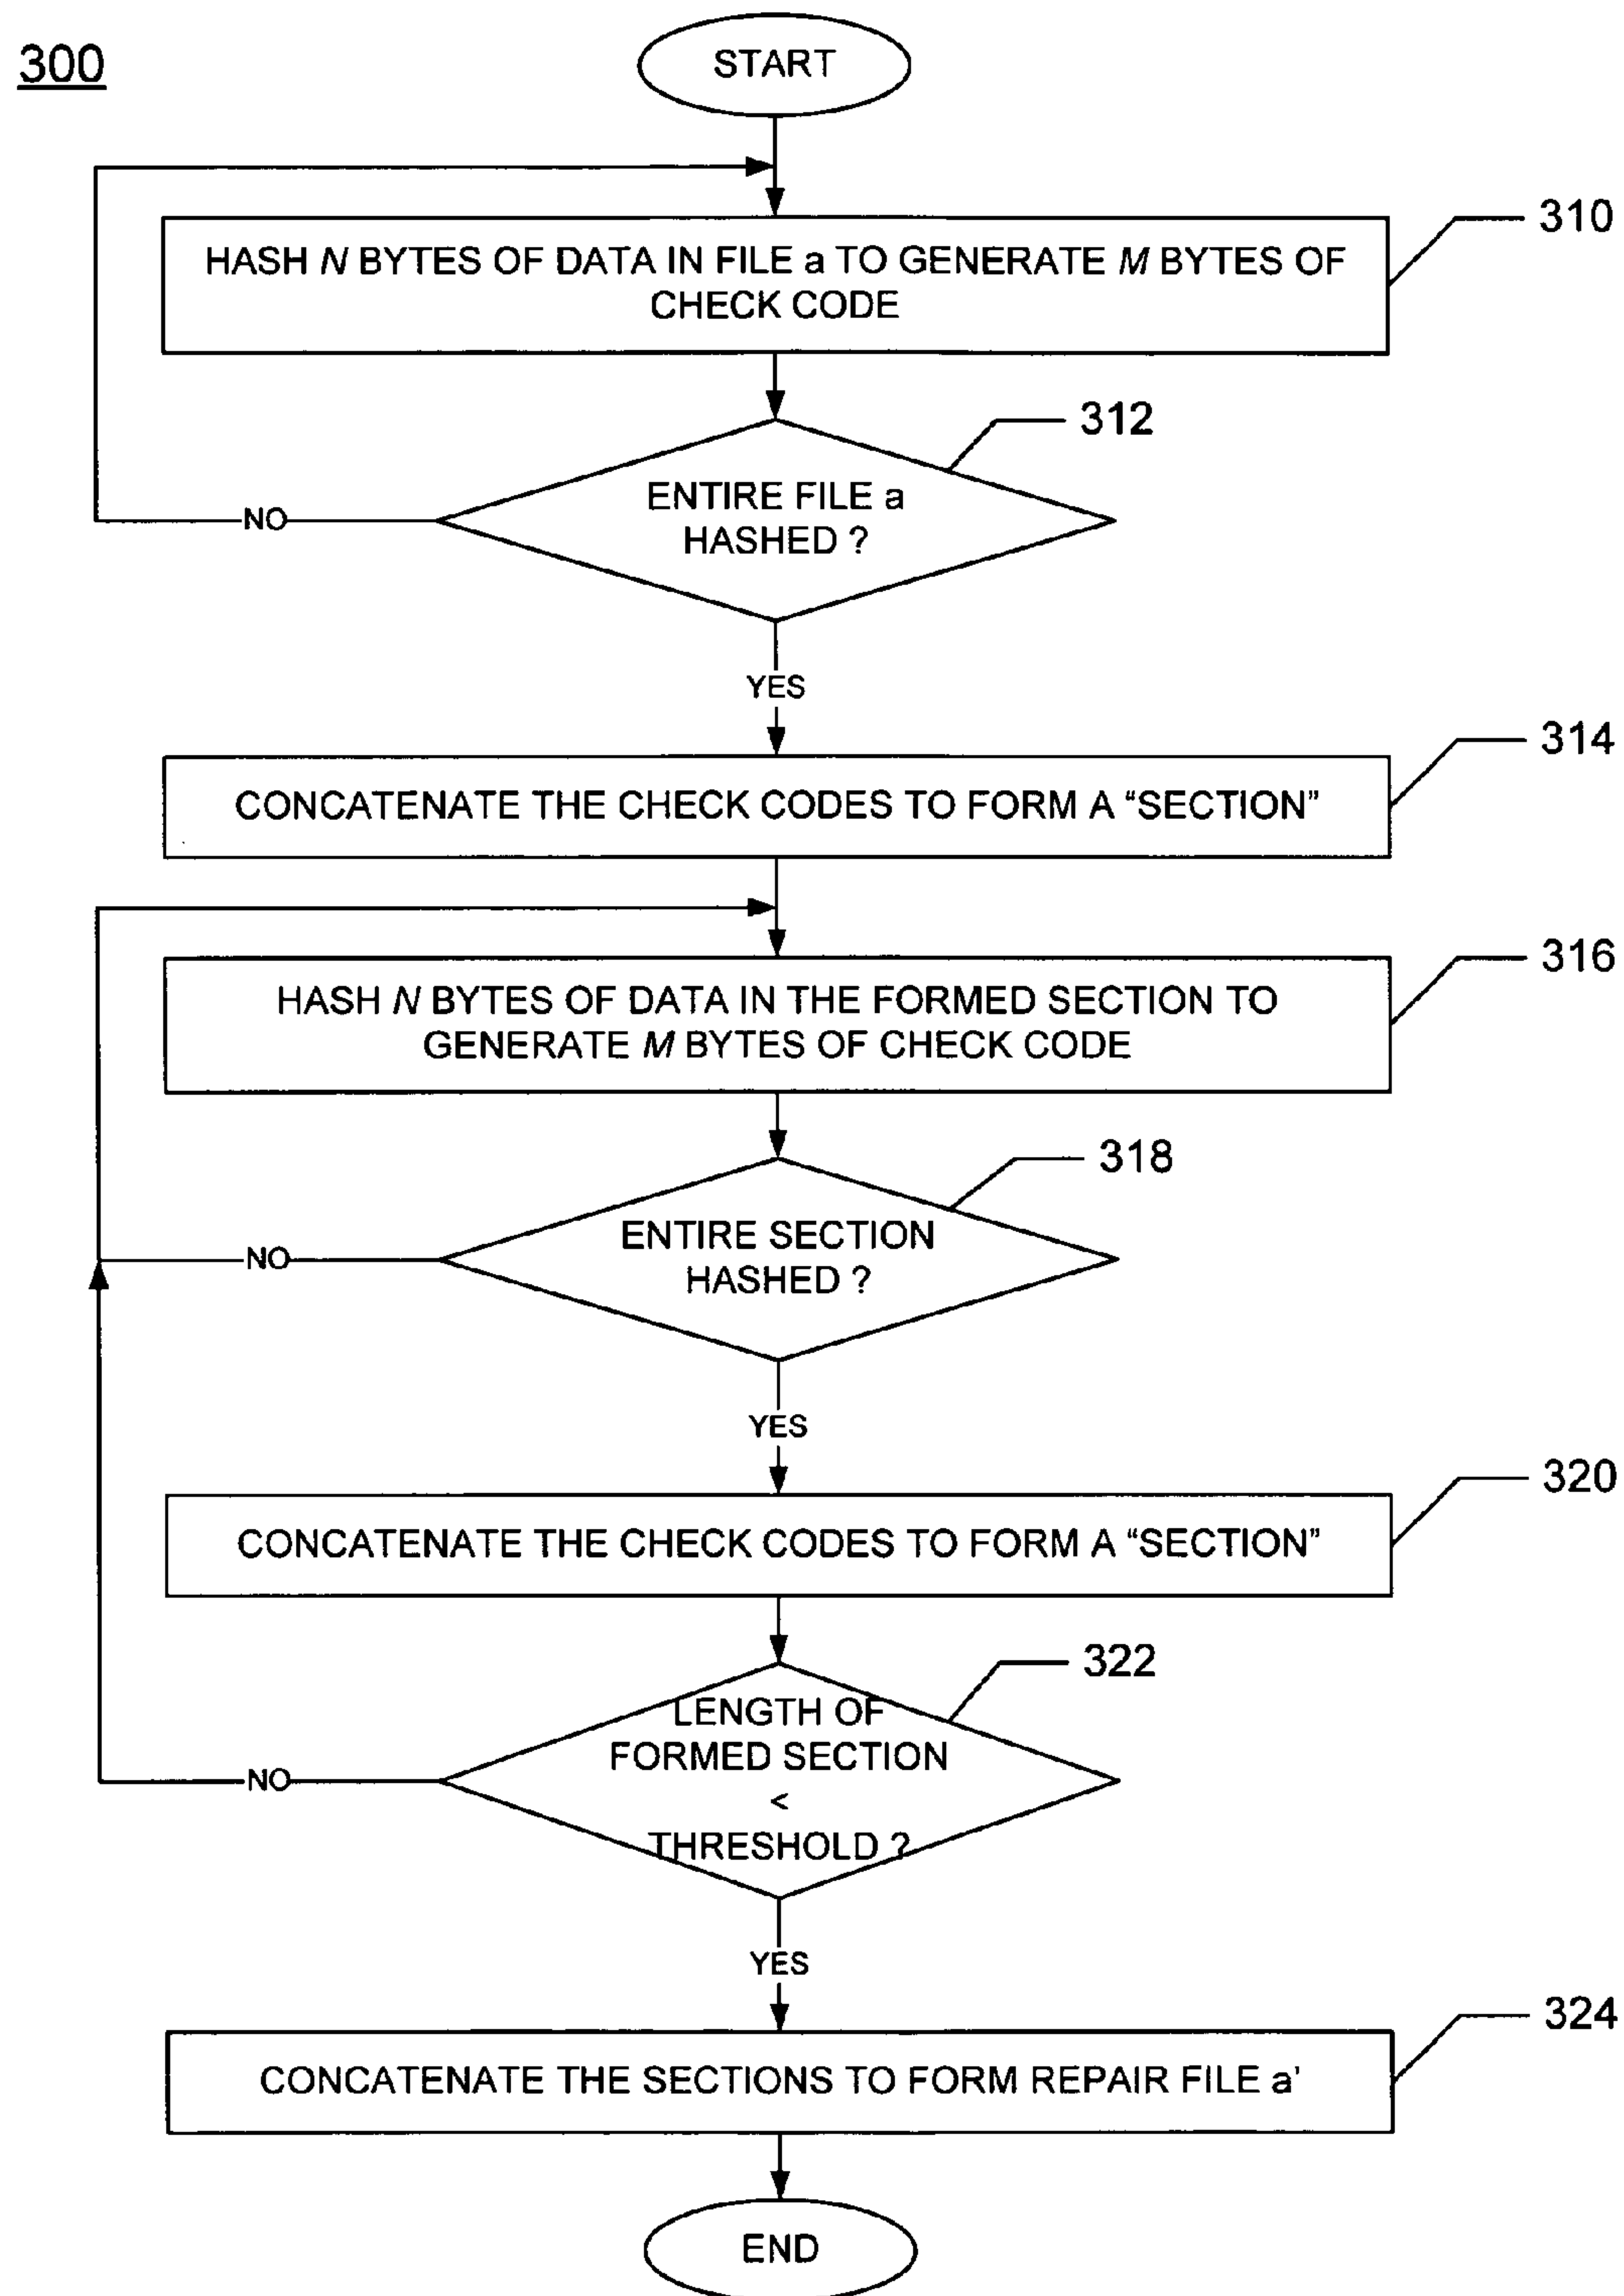 300
START
HASH N BYTES OF DATA IN FILE a TO GENERATE M BYTES OF
CHECK CODE
310
312
ENTIRE FILE a
HASHED ?
NO
YES
314
CONCATENATE THE CHECK CODES TO FORM A “SECTION”
316
HASH N BYTES OF DATA IN THE FORMED SECTION TO
GENERATE M BYTES OF CHECK CODE
318
ENTIRE SECTION
HASHED ?
NO
YES
320
CONCATENATE THE CHECK CODES TO FORM A “SECTION”
322
LENGTH OF
FORMED SECTION
<
THRESHOLD ?
NO
YES
324
CONCATENATE THE SECTIONS TO FORM REPAIR FILE a'
END